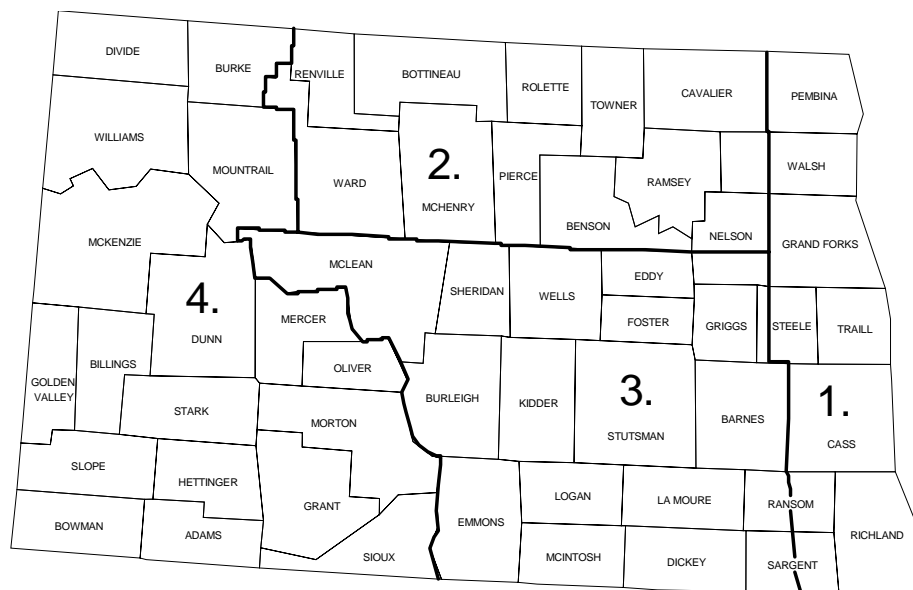 DIVIDE
BURKE
RENVILLE
BOTTINEAU
ROLETTE
TOWNER
CAVALIER
PEMBINA
WILLIAMS
MOUNTRAIL
WARD
2.
MCHENRY
PIERCE
BENSON
RAMSEY
WALSH
NELSON
GRAND FORKS
MCKENZIE
MCLEAN
SHERIDAN
WELLS
EDDY
FOSTER
GRIGGS
STEELE
TRAILL
4.
DUNN
MERCER
OLIVER
BILLINGS
GOLDEN
VALLEY
STARK
MORTON
BURLEIGH
KIDDER
3.
STUTSMAN
BARNES
1.
CASS
SLOPE
HETTINGER
GRANT
EMMONS
LOGAN
LA MOURE
RANSOM
RICHLAND
BOWMAN
ADAMS
SIOUX
MCINTOSH
DICKEY
SARGENT